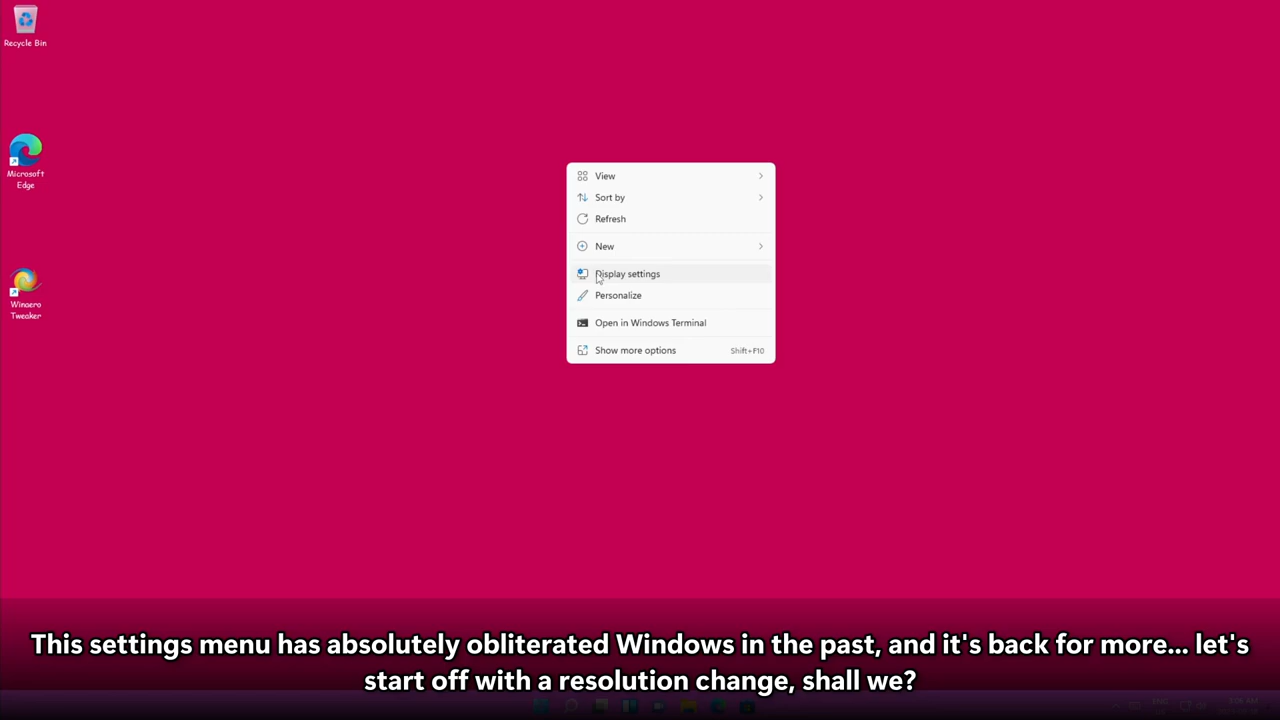 Recycle Bin
Microsoft
Edge
Winaero
Tweaker
View
Sort by
Refresh
New
Display settings
Personalize
Open in Windows Terminal
Show more options Shift+F10
This settings menu has absolutely obliterated Windows in the past, and it's back for more... let's
start off with a resolution change, shall we?
ENG